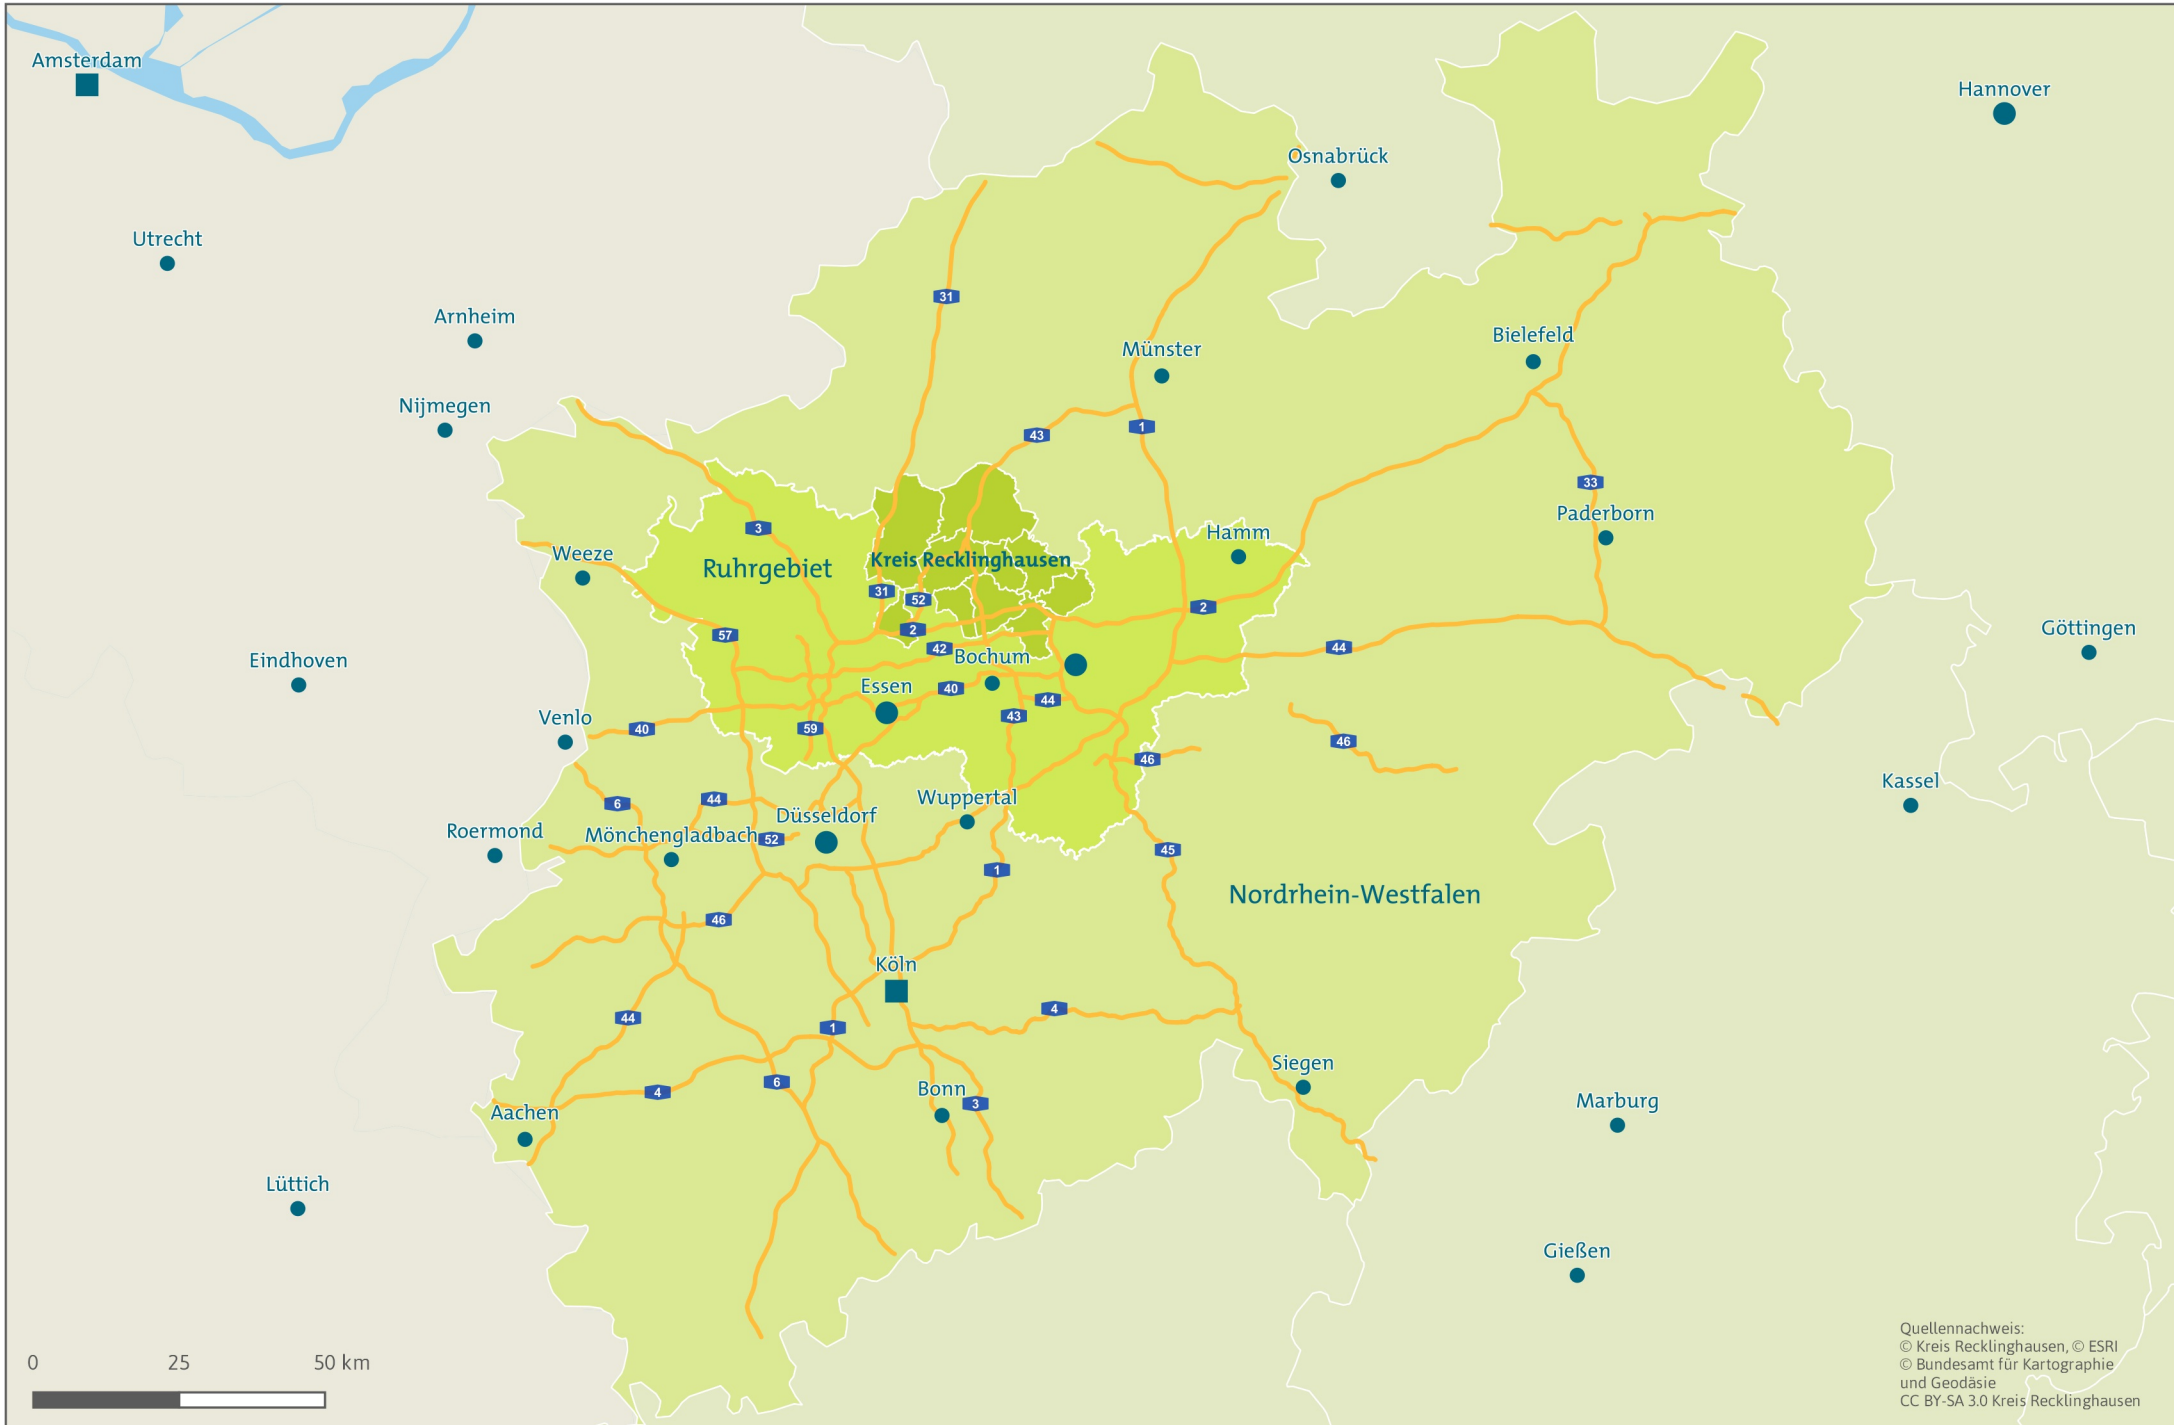 Amsterdam
Hannover
Osnabrück
Utrecht
31
Arnheim
Bielefeld
Münster
Nijmegen
43
1
33
Paderborn
3
Hamm
Weeze
Ruhrgebiet
Kreis Recklinghausen
31
52
2
2
57
42
44
Göttingen
Eindhoven
Bochum
Essen
40
44
43
Venlo
40
59
46
46
Kassel
6
44
Wuppertal
Düsseldorf
Roermond
Mönchengladbach
52
45
1
Nordrhein-Westfalen
46
Köln
4
44
1
Siegen
6
4
Bonn
3
Marburg
Aachen
Lüttich
Gießen
0
25
50 km
Quellennachweis:
© Kreis Recklinghausen, © ESRI
© Bundesamt für Kartographie
und Geodäsie
CC BY-SA 3.0 Kreis Recklinghausen